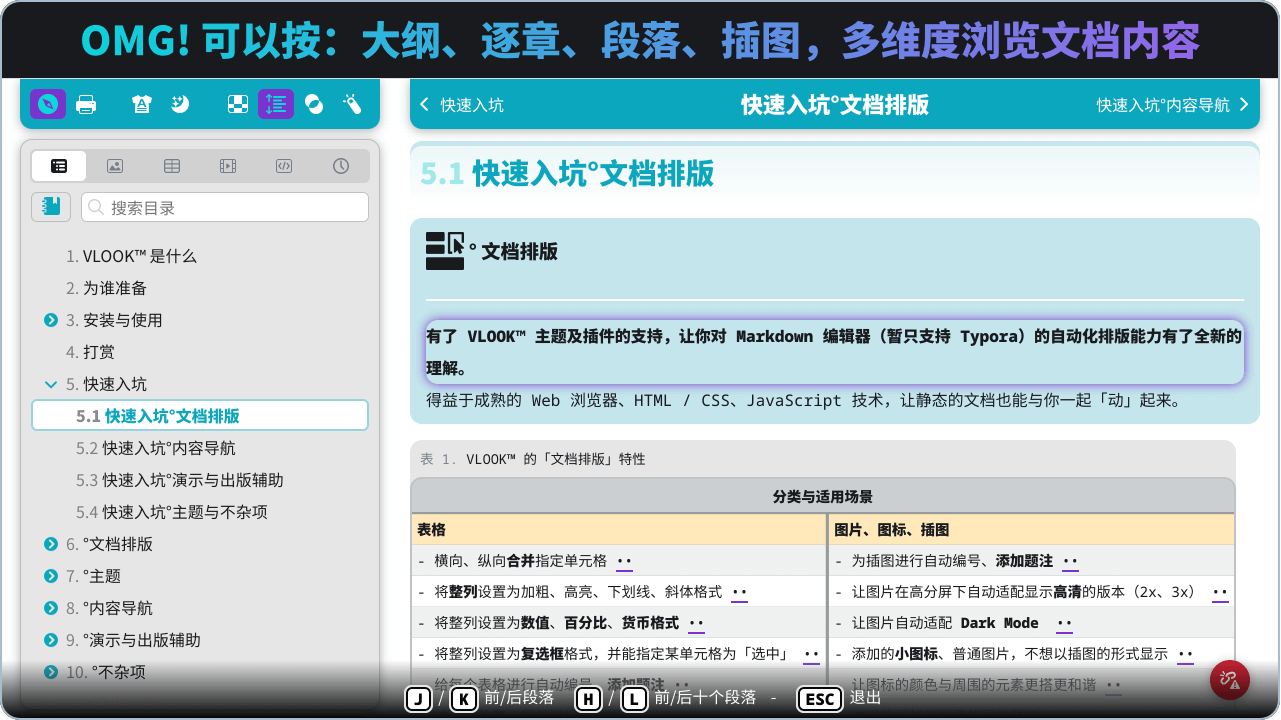 OMG! 可以按：大纲、逐章、段落、插图，多维度浏览文档内容
快速入坑
快速入坑°文档排版
快速入坑°内容导航
搜索目录
1. VLOOK™ 是什么
2. 为谁准备
3. 安装与使用
4. 打赏
5. 快速入坑
5.1 快速入坑°文档排版
5.2 快速入坑°内容导航
5.3 快速入坑°演示与出版辅助
5.4 快速入坑°主题与不杂项
6. °文档排版
7. °主题
8. °内容导航
9. °演示与出版辅助
10. °不杂项
5.1 快速入坑°文档排版
° 文档排版
有了 VLOOK™ 主题及插件的支持，让你对 Markdown 编辑器（暂只支持 Typora）的自动化排版能力有了全新的
理解。
得益于成熟的 Web 浏览器、HTML / CSS、JavaScript 技术，让静态的文档也能与你一起「动」起来。
表 1. VLOOK™ 的「文档排版」特性
分类与适用场景
表格
图片、图标、插图
- 横向、纵向合并指定单元格 ••
- 为插图进行自动编号、添加题注 ••
- 将整列设置为加粗、高亮、下划线、斜体格式 ••
- 让图片在高分屏下自动适配显示高清的版本（2x、3x） ••
- 将整列设置为数值、百分比、货币格式 ••
- 让图片自动适配 Dark Mode ••
- 将整列设置为复选框格式，并能指定某单元格为「选中」 ••
- 添加的小图标、普通图片，不想以插图的形式显示 ••
- 给每个表格进行自动编号、添加题注 ••
- 让图标的颜色与周围的元素更搭更和谐 ••
J / K 前/后段落 H / L 前/后十个段落 - ESC 退出